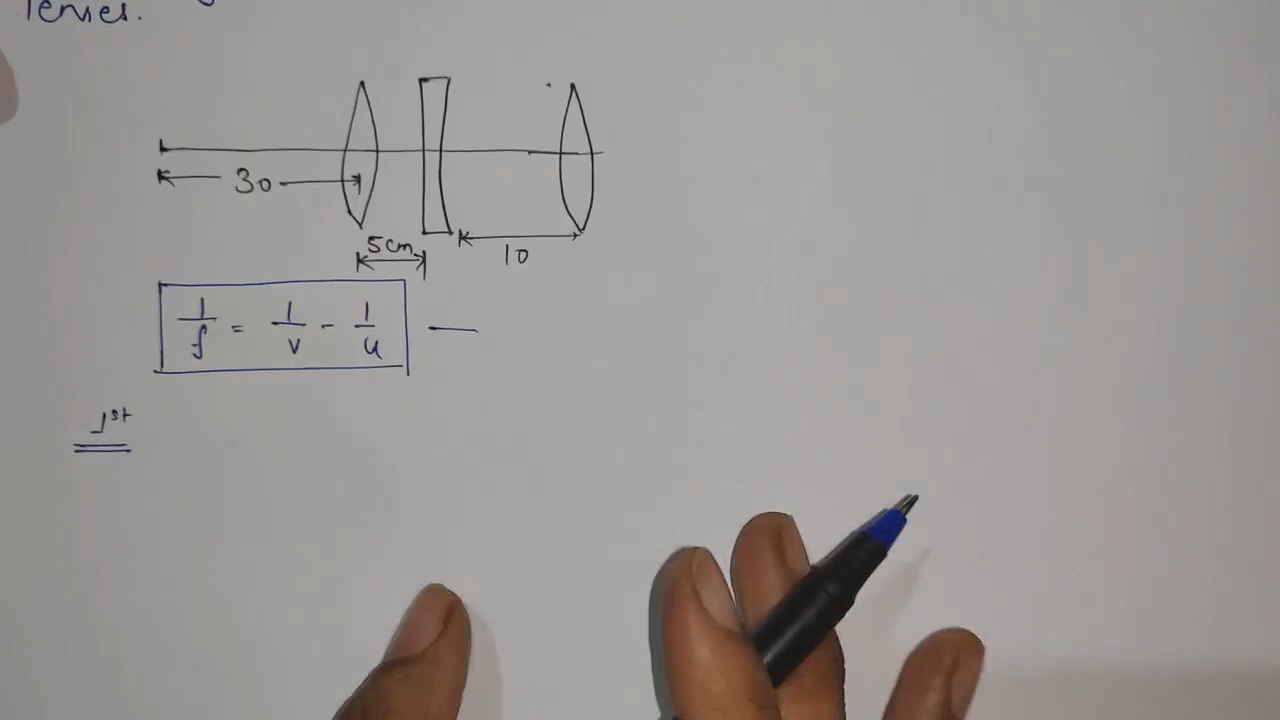 lenses.
30
5cm
10
1/f = 1/v - 1/u —
1st